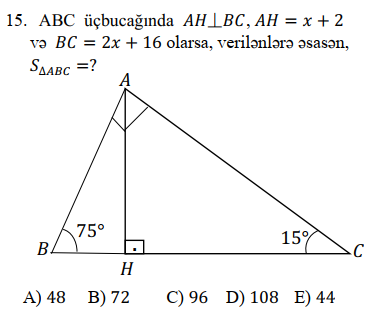 15. ABC üçbucağında AH⊥BC, AH = x + 2
və BC = 2x + 16 olarsa, verilənlərə əsasən,
S△ABC =?
A
75°
15°
B
C
H
A) 48 B) 72 C) 96 D) 108 E) 44